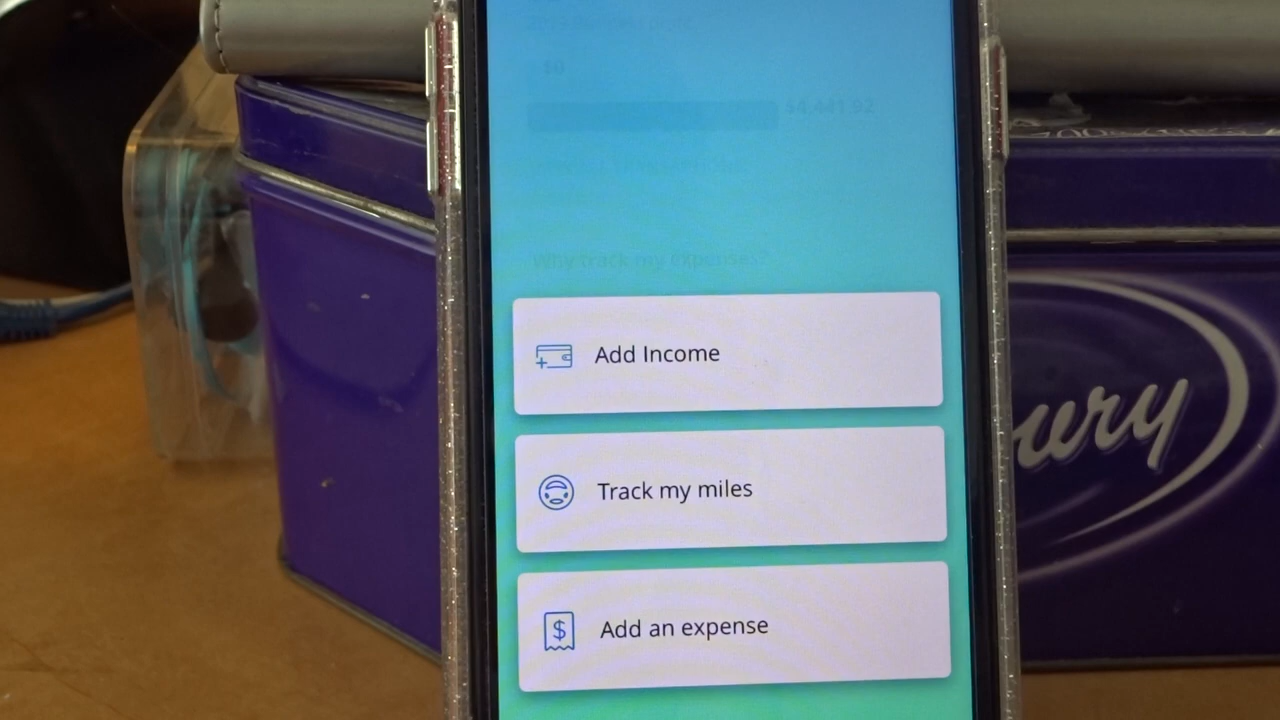 $0
$4,441.92
Why track my expenses?
Add Income
Track my miles
$
Add an expense
ury